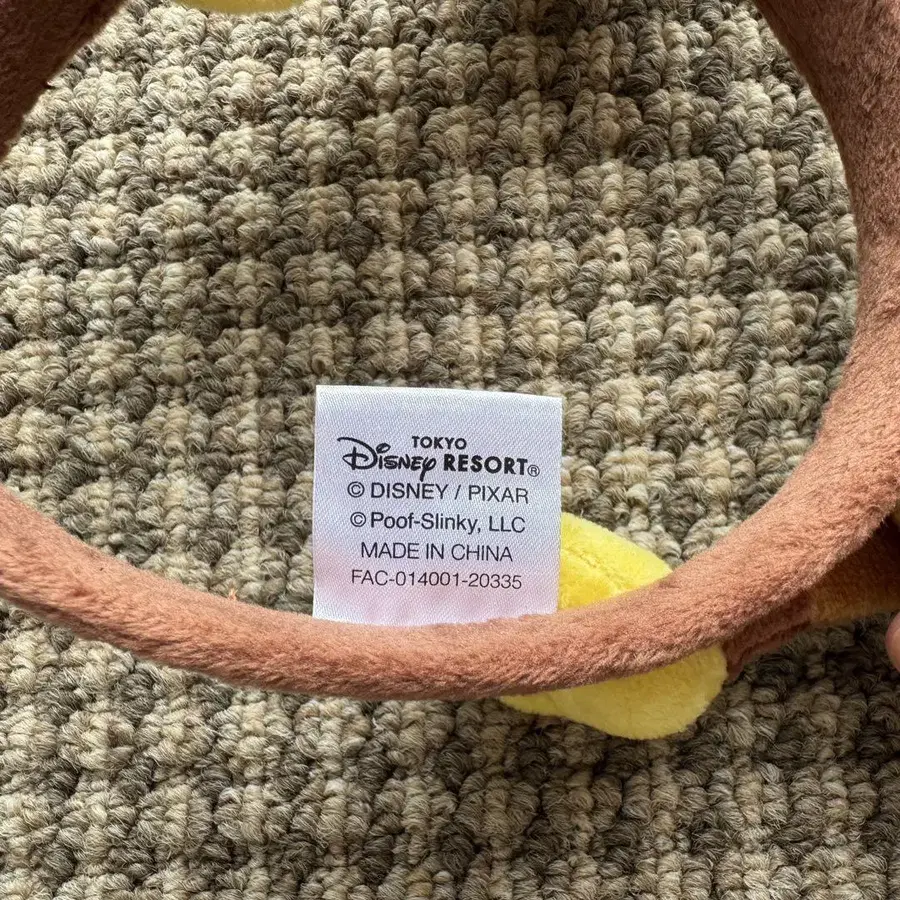 TOKYO
Disney RESORT®
© DISNEY / PIXAR
© Poof-Slinky, LLC
MADE IN CHINA
FAC-014001-20335